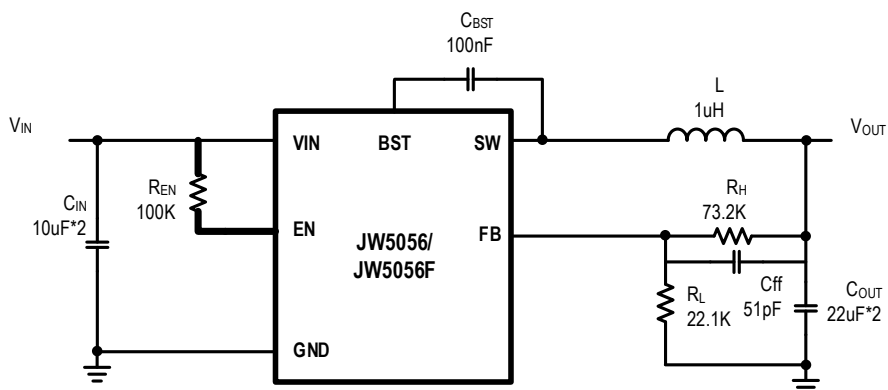 CBST
100nF
L
1uH
VIN
VOUT
VIN
BST
SW
RH
73.2K
CIN
10uF*2
REN
100K
EN
FB
JW5056/
JW5056F
RL
22.1K
Cff
51pF
COUT
22uF*2
GND